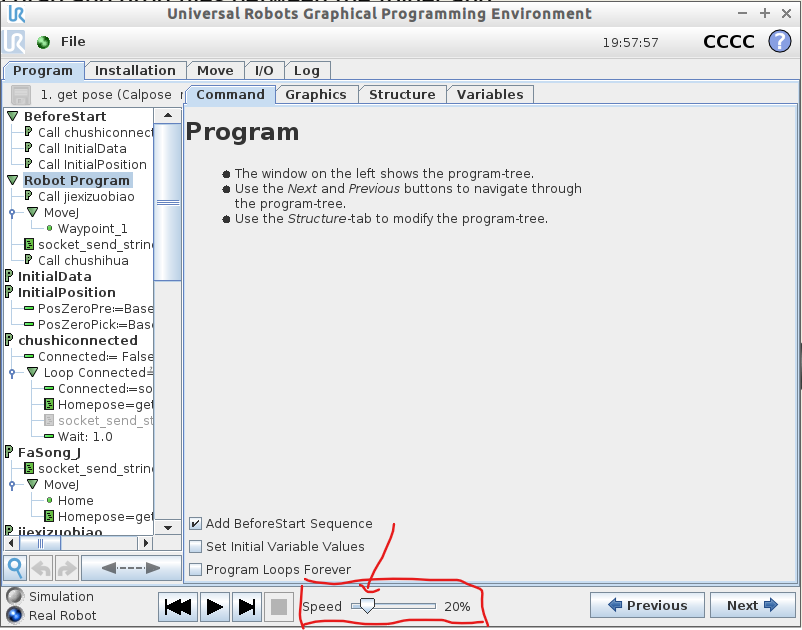 Universal Robots Graphical Programming Environment
File
19:57:57
CCCC
?
Program
Installation
Move
I/O
Log
1. get pose (Calpose
Command
Graphics
Structure
Variables
BeforeStart
Call chushiconnect
Call InitialData
Call InitialPosition
Robot Program
Call jiexizuobiao
MoveJ
Waypoint_1
socket_send_string
Call chushihua
InitialData
InitialPosition
PosZeroPre:=Base
PosZeroPick:=Base
chushiconnected
Connected:= False
Loop Connected=
Connected:=so
Homepose=get
socket_send_st
Wait: 1.0
FaSong_J
socket_send_string
MoveJ
Home
Homepose=get
jiexizuobiao
Program
The window on the left shows the program-tree.
Use the Next and Previous buttons to navigate through
the program-tree.
Use the Structure-tab to modify the program-tree.
Add BeforeStart Sequence
Set Initial Variable Values
Program Loops Forever
Simulation
Real Robot
Speed
20%
Previous
Next